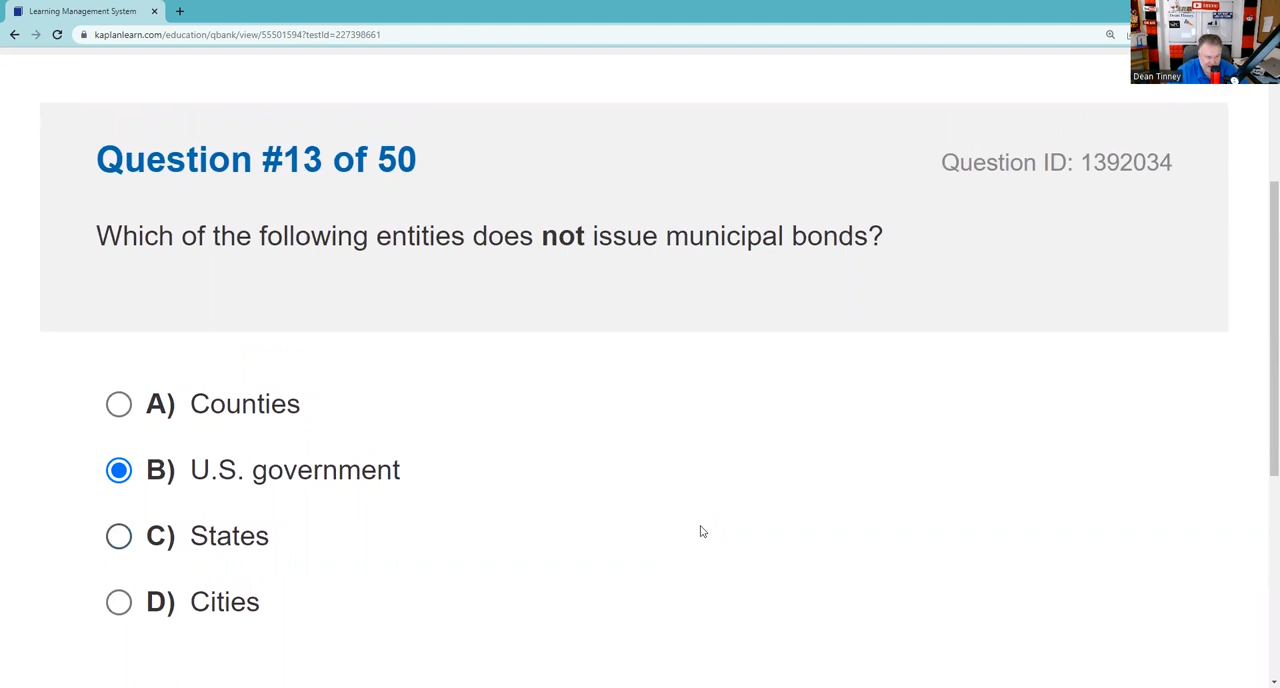 Learning Management System
kaplanlearn.com/education/qbank/view/55501594?testId=227398661
Dean Tinney
Question #13 of 50
Question ID: 1392034
Which of the following entities does not issue municipal bonds?
A) Counties
B) U.S. government
C) States
D) Cities